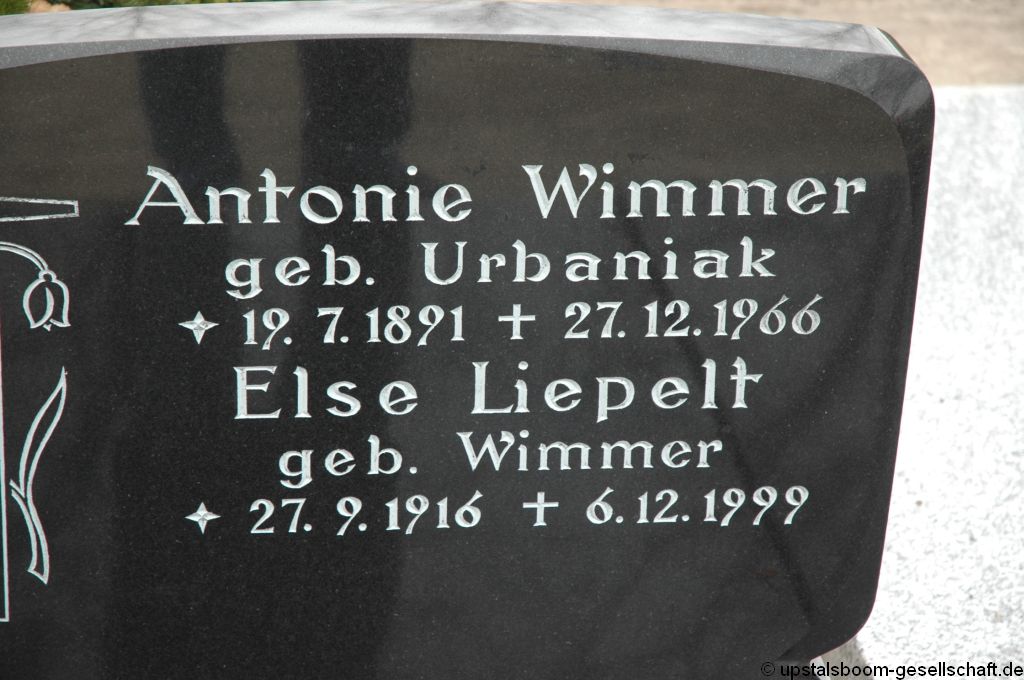 Antonie Wimmer
geb. Urbaniak
✧ 19. 7. 1891 ✝ 27. 12. 1966
Else Liepelt
geb. Wimmer
✧ 27. 9. 1916 ✝ 6. 12. 1999
© upstalsboom-gesellschaft.de